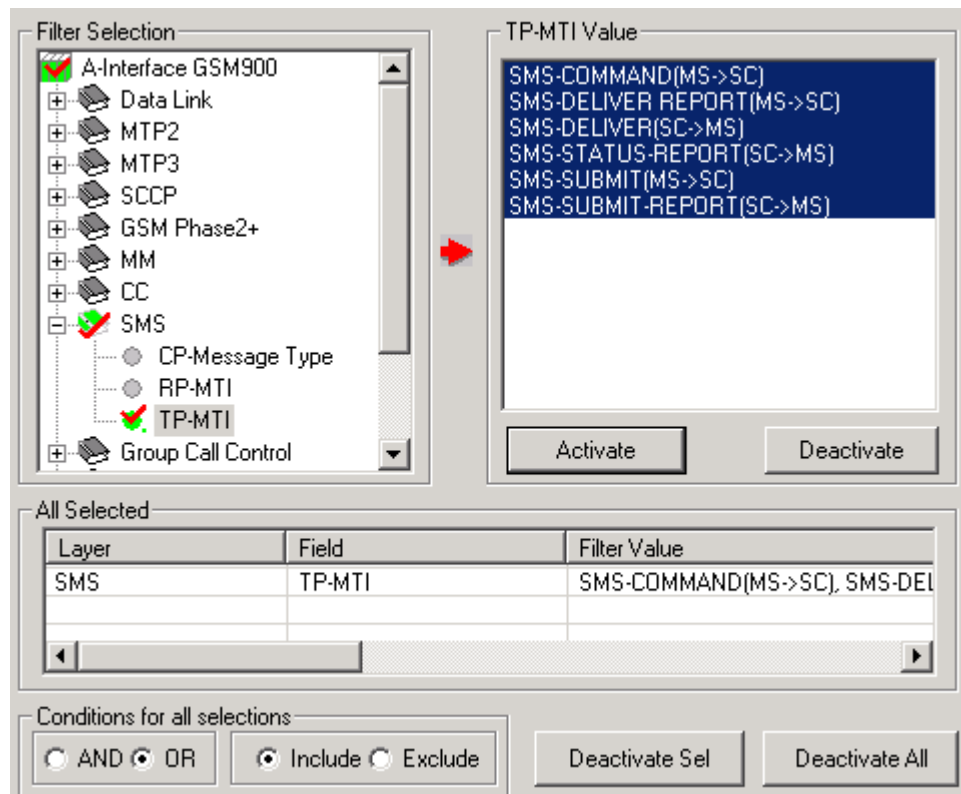 Filter Selection
A-Interface GSM900
Data Link
MTP2
MTP3
SCCP
GSM Phase2+
MM
CC
SMS
CP-Message Type
RP-MTI
TP-MTI
Group Call Control
TP-MTI Value
SMS-COMMAND(MS->SC)
SMS-DELIVER REPORT(MS->SC)
SMS-DELIVER(SC->MS)
SMS-STATUS-REPORT(SC->MS)
SMS-SUBMIT(MS->SC)
SMS-SUBMIT-REPORT(SC->MS)
Activate Deactivate
All Selected
Layer Field Filter Value
SMS TP-MTI SMS-COMMAND(MS->SC), SMS-DEL
Conditions for all selections
AND OR Include Exclude Deactivate Sel Deactivate All